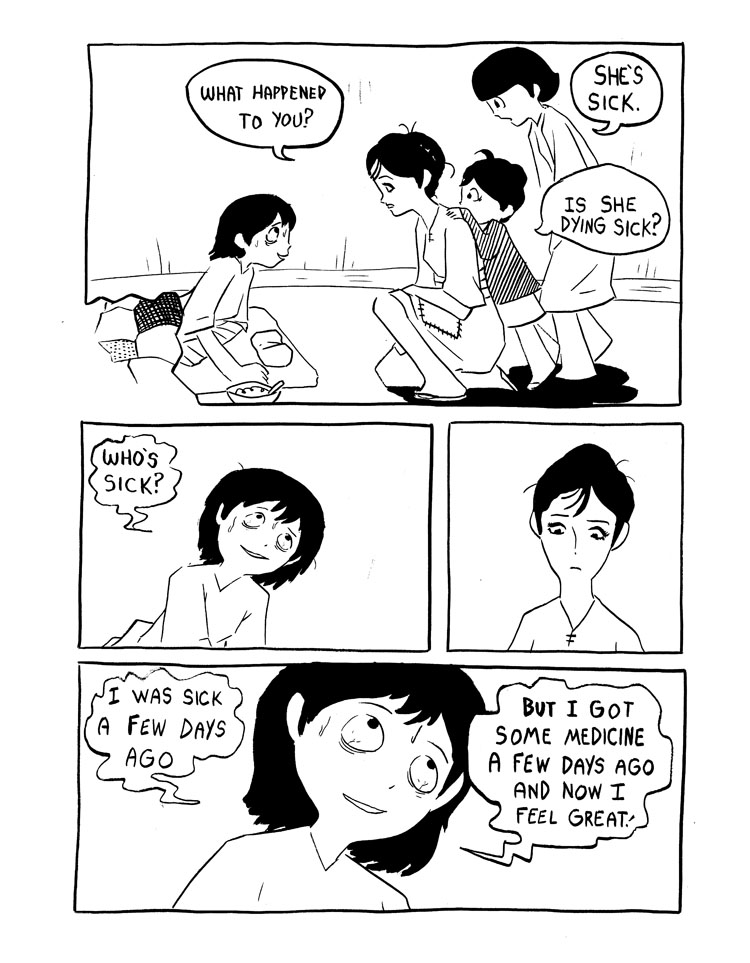 WHAT HAPPENED
TO YOU?
SHE'S
SICK.
IS SHE
DYING SICK?
WHO'S
SICK?
I WAS SICK
A FEW DAYS
AGO
BUT I GOT
SOME MEDICINE
A FEW DAYS AGO
AND NOW I
FEEL GREAT!